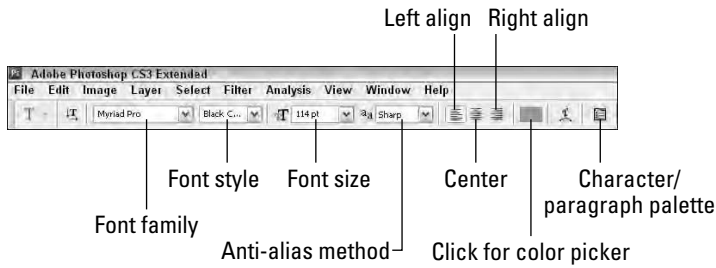 Left align Right align
Ps Adobe Photoshop CS3 Extended
File Edit Image Layer Select Filter Analysis View Window Help
T T Myriad Pro Black C... T 114 pt aa Sharp
Font style Font size Center Character/
paragraph palette
Font family
Anti-alias method Click for color picker